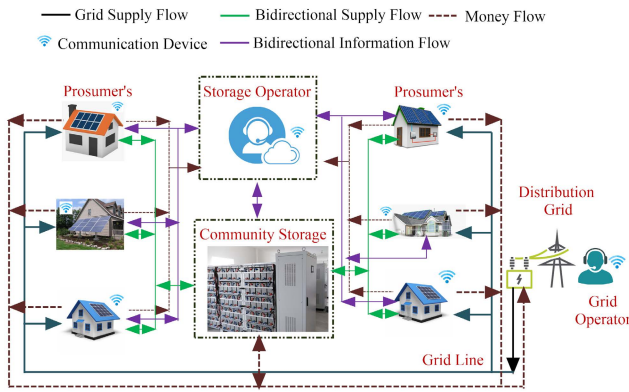 Grid Supply Flow
Bidirectional Supply Flow
Money Flow
Communication Device
Bidirectional Information Flow
Prosumer's
Storage Operator
Prosumer's
Distribution
Grid
Community Storage
Grid
Operator
Grid Line